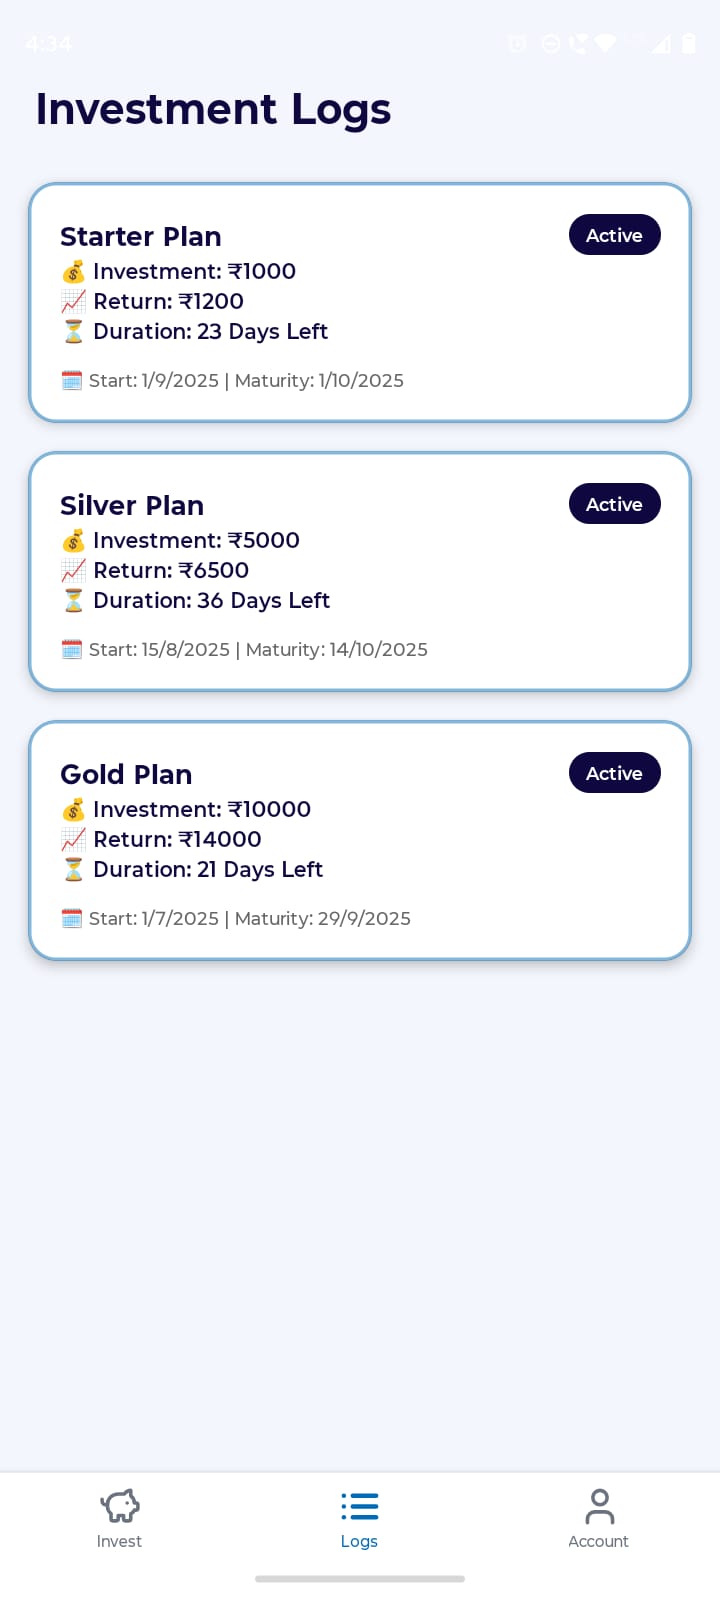 4:34
Investment Logs
Starter Plan
Active
💰 Investment: ₹1000
📈 Return: ₹1200
⏳ Duration: 23 Days Left
🗓️ Start: 1/9/2025 | Maturity: 1/10/2025
Silver Plan
Active
💰 Investment: ₹5000
📈 Return: ₹6500
⏳ Duration: 36 Days Left
🗓️ Start: 15/8/2025 | Maturity: 14/10/2025
Gold Plan
Active
💰 Investment: ₹10000
📈 Return: ₹14000
⏳ Duration: 21 Days Left
🗓️ Start: 1/7/2025 | Maturity: 29/9/2025
Invest
Logs
Account